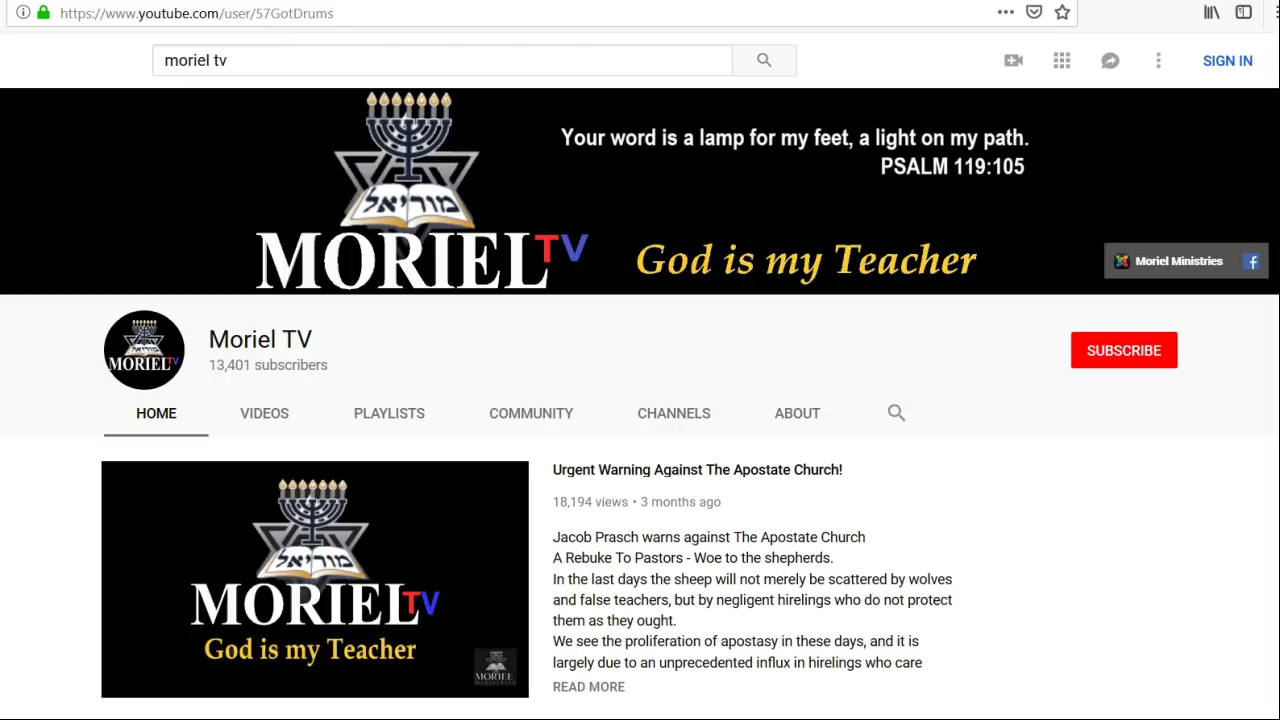 https://www.youtube.com/user/57GotDrums
moriel tv
SIGN IN
Your word is a lamp for my feet, a light on my path.
PSALM 119:105
מוריאל
MORIEL TV
God is my Teacher
Moriel Ministries
MORIELTV
Moriel TV
13,401 subscribers
SUBSCRIBE
HOME VIDEOS PLAYLISTS COMMUNITY CHANNELS ABOUT
מוריאל
MORIELTV
God is my Teacher
MORIEL
Urgent Warning Against The Apostate Church!
18,194 views • 3 months ago
Jacob Prasch warns against The Apostate Church
A Rebuke To Pastors - Woe to the shepherds.
In the last days the sheep will not merely be scattered by wolves
and false teachers, but by negligent hirelings who do not protect
them as they ought.
We see the proliferation of apostasy in these days, and it is
largely due to an unprecedented influx in hirelings who care
READ MORE